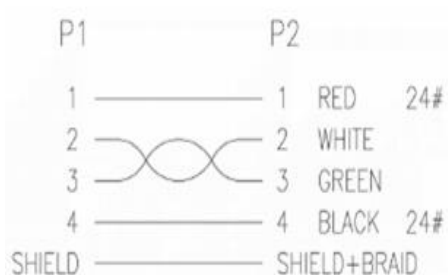 P1 P2
1 1 RED 24#
2 2 WHITE
3 3 GREEN
4 4 BLACK 24#
SHIELD SHIELD+BRAID